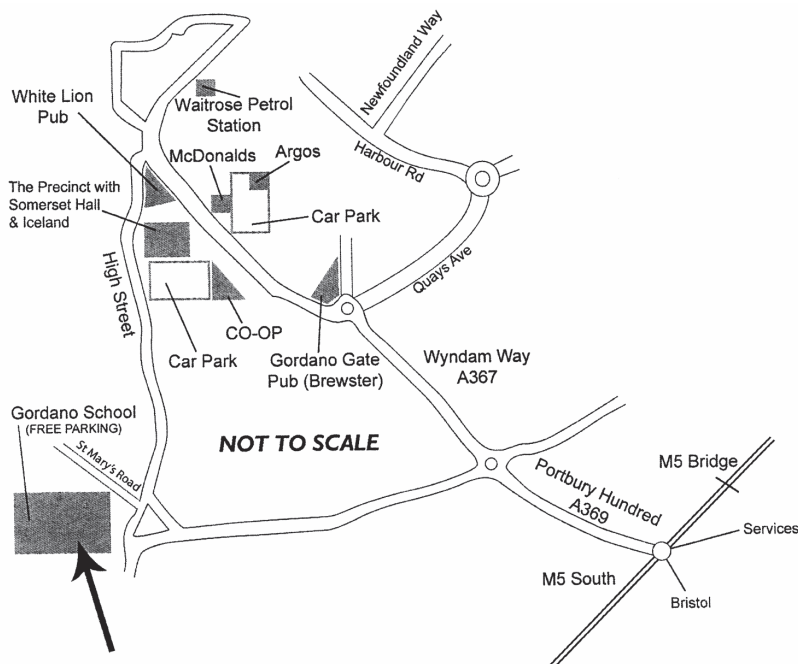 Newfoundland Way
White Lion
Pub
Waitrose Petrol
Station
McDonalds
Argos
Harbour Rd
The Precinct with
Somerset Hall
& Iceland
Car Park
High Street
Quays Ave
CO-OP
Car Park
Gordano Gate
Pub (Brewster)
Wyndam Way
A367
Gordano School
(FREE PARKING)
NOT TO SCALE
St Mary's Road
M5 Bridge
Portbury Hundred
A369
Services
M5 South
Bristol